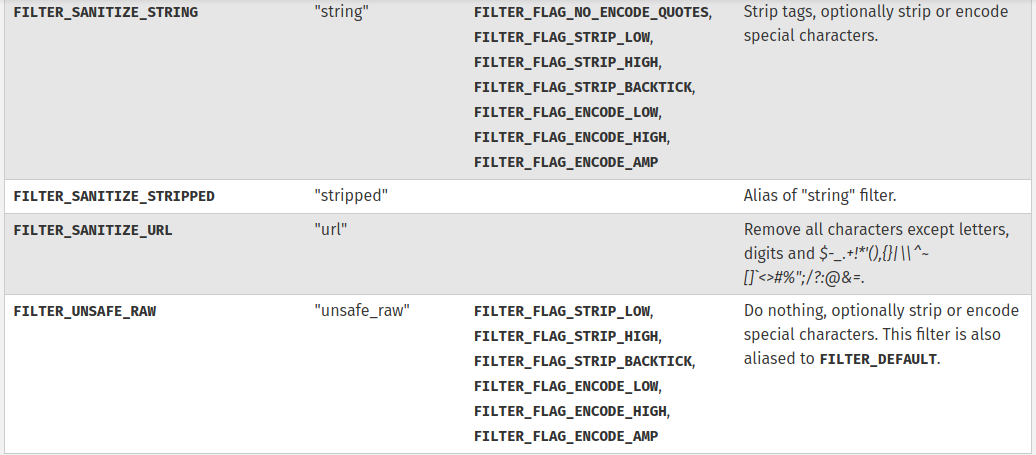 FILTER_SANITIZE_STRING "string" FILTER_FLAG_NO_ENCODE_QUOTES, Strip tags, optionally strip or encode
FILTER_FLAG_STRIP_LOW, special characters.
FILTER_FLAG_STRIP_HIGH,
FILTER_FLAG_STRIP_BACKTICK,
FILTER_FLAG_ENCODE_LOW,
FILTER_FLAG_ENCODE_HIGH,
FILTER_FLAG_ENCODE_AMP
FILTER_SANITIZE_STRIPPED "stripped" Alias of "string" filter.
FILTER_SANITIZE_URL "url" Remove all characters except letters,
digits and $-_.+!*'(),{}|\\^~
[]`<>#%";/?:@&=.
FILTER_UNSAFE_RAW "unsafe_raw" FILTER_FLAG_STRIP_LOW, Do nothing, optionally strip or encode
FILTER_FLAG_STRIP_HIGH, special characters. This filter is also
FILTER_FLAG_STRIP_BACKTICK, aliased to FILTER_DEFAULT.
FILTER_FLAG_ENCODE_LOW,
FILTER_FLAG_ENCODE_HIGH,
FILTER_FLAG_ENCODE_AMP